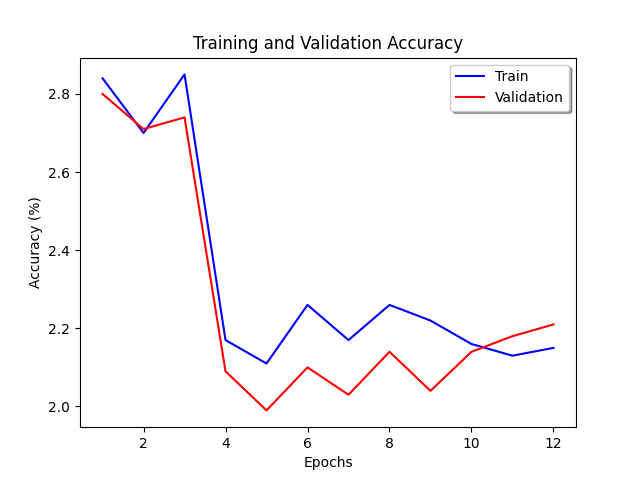 Training and Validation Accuracy
Train
Validation
2.8
2.6
2.4
2.2
2.0
Accuracy (%)
2 4 6 8 10 12
Epochs